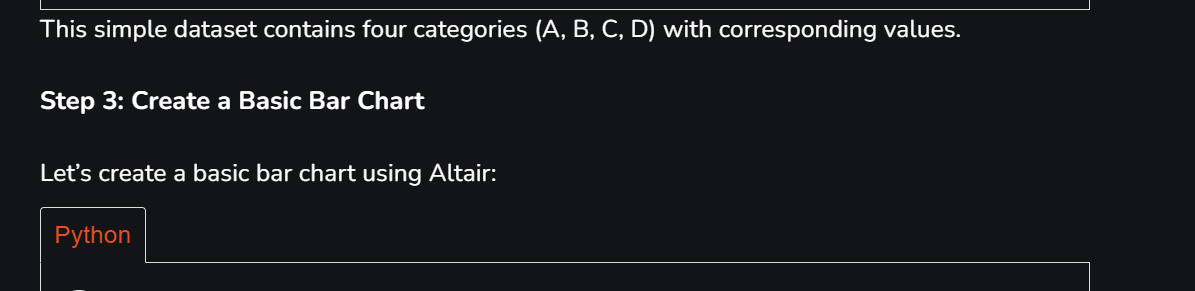 This simple dataset contains four categories (A, B, C, D) with corresponding values.
Step 3: Create a Basic Bar Chart
Let’s create a basic bar chart using Altair:
Python